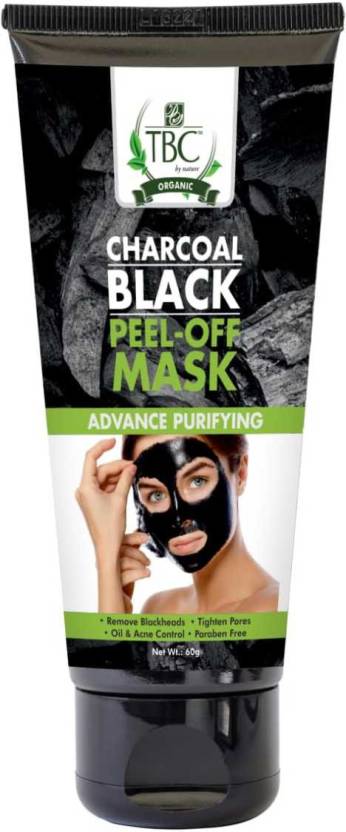 TBC™
by nature
ORGANIC
CHARCOAL
BLACK
PEEL-OFF
MASK
ADVANCE PURIFYING
• Remove Blackheads • Tighten Pores
• Oil & Acne Control • Paraben Free
Net Wt.: 60g